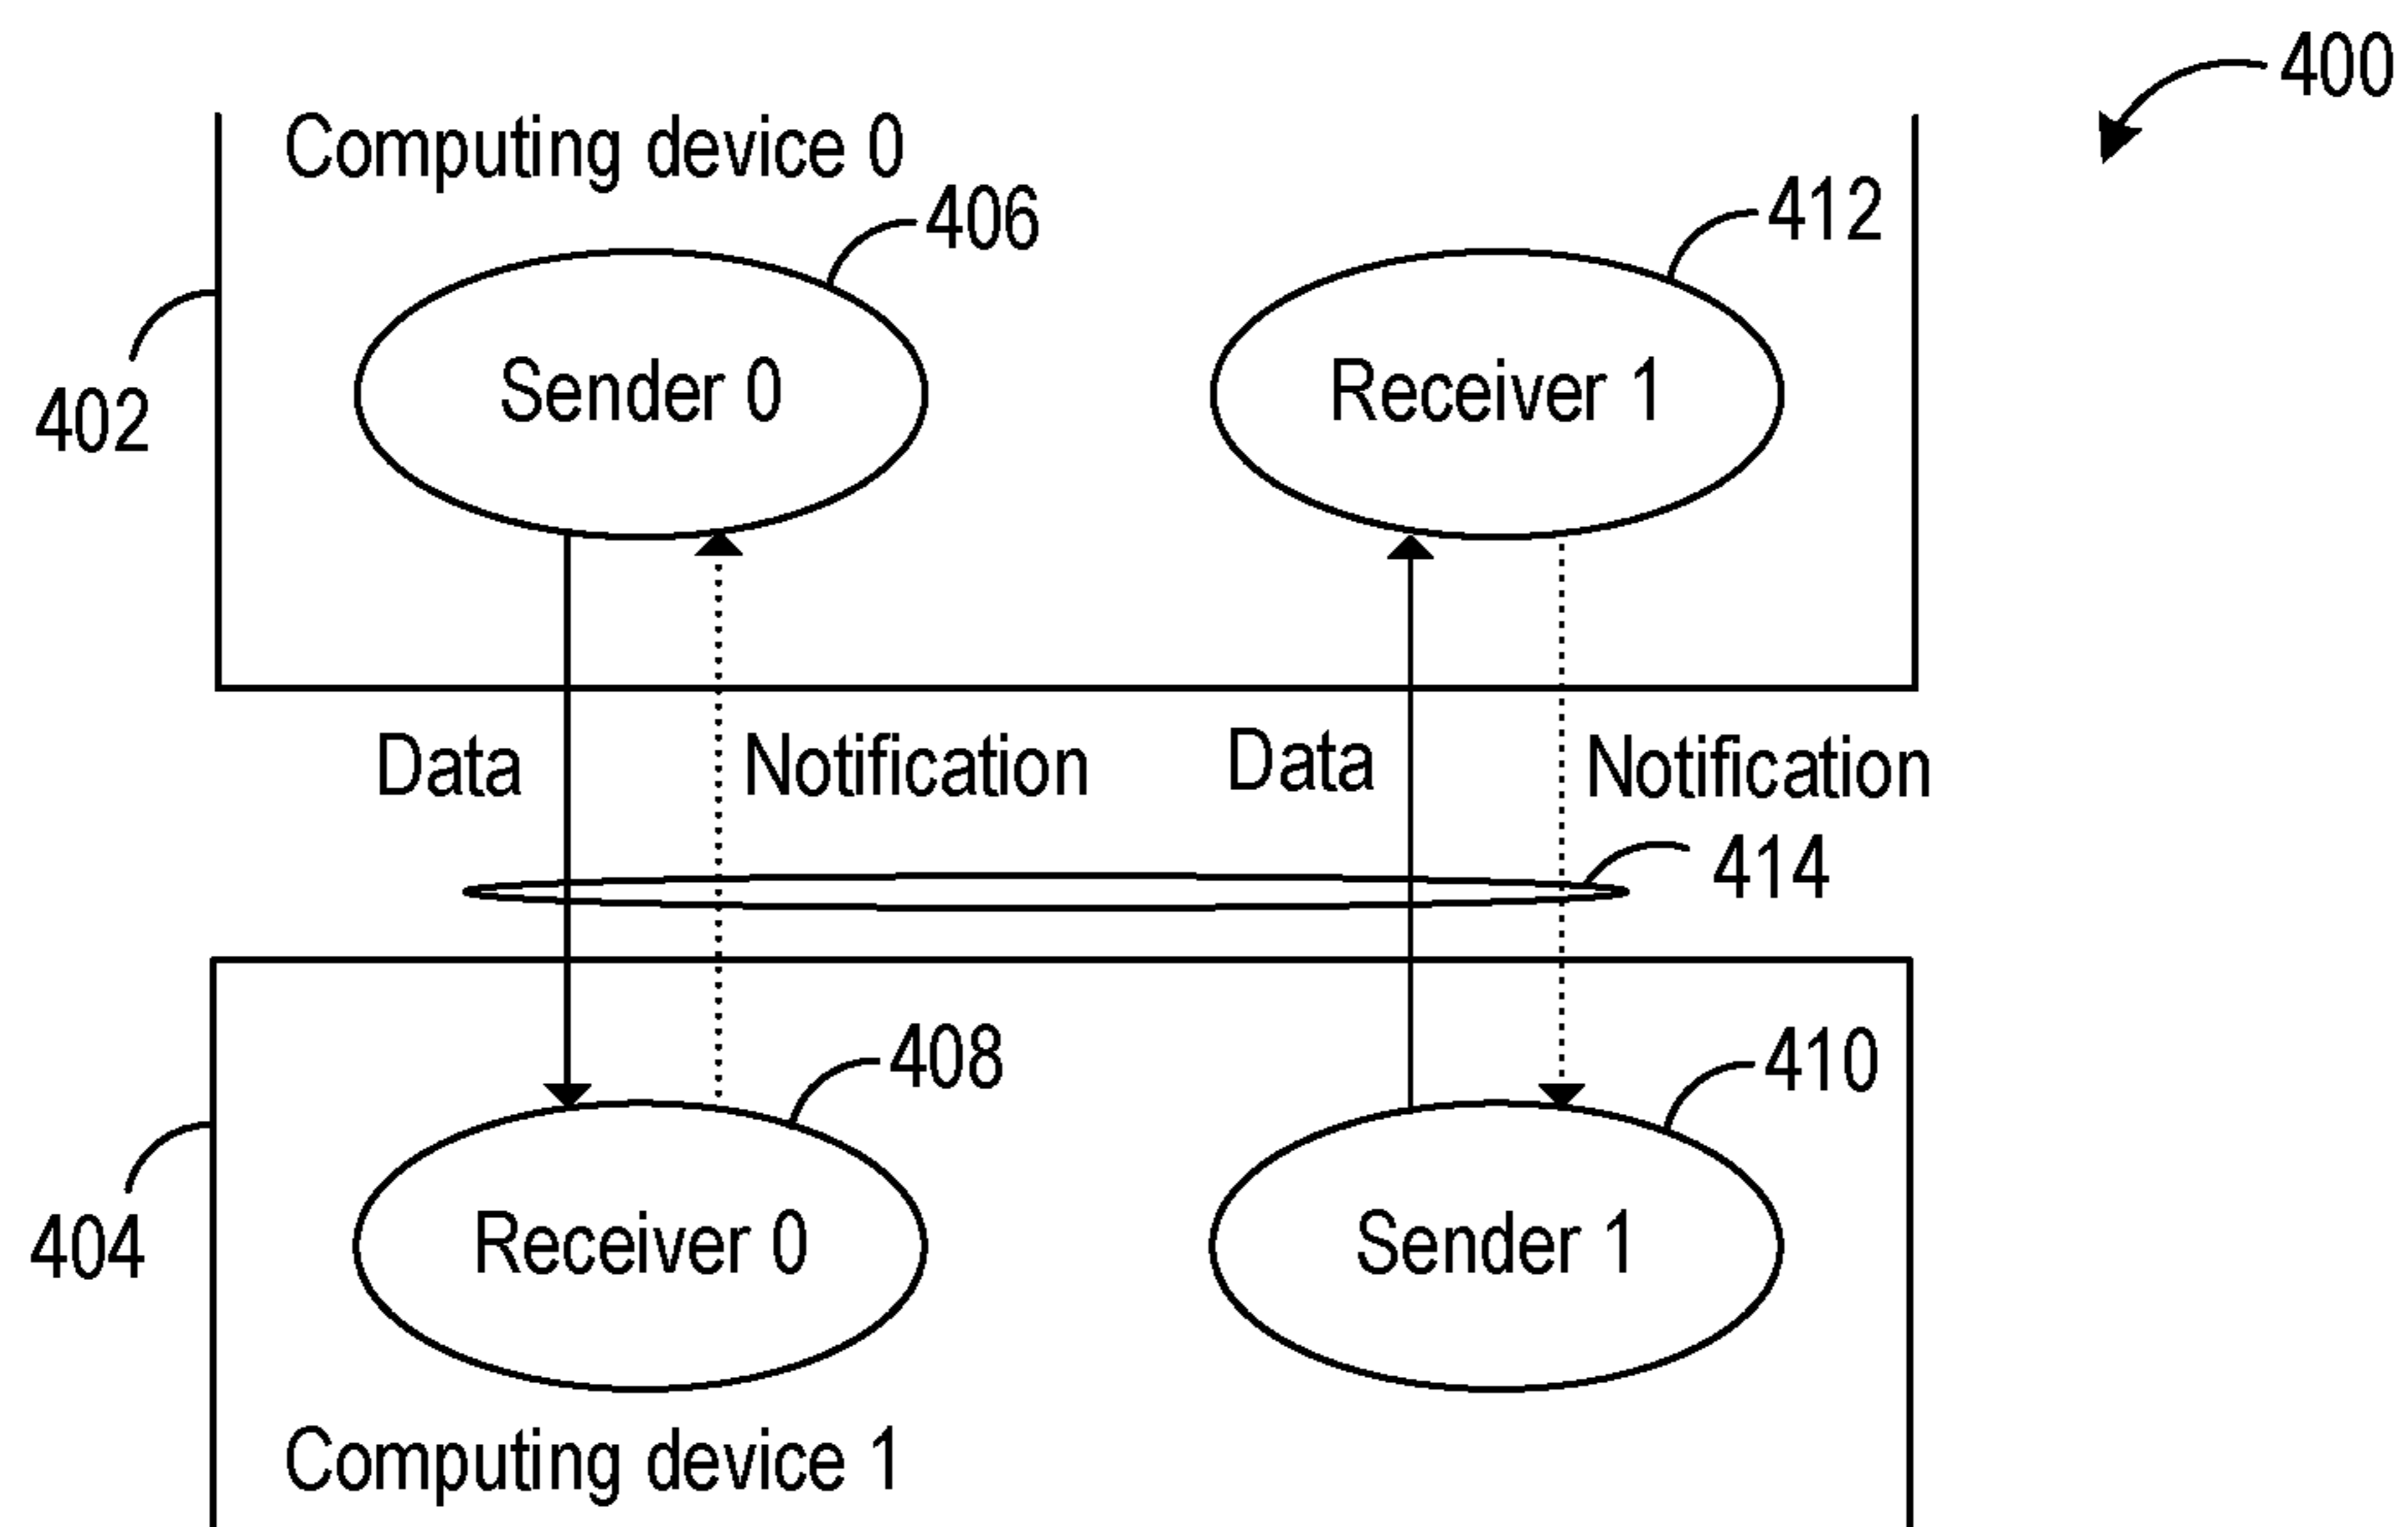 400
Computing device 0
406
412
Sender 0
Receiver 1
402
Data
Notification
Data
Notification
414
408
410
Receiver 0
Sender 1
404
Computing device 1